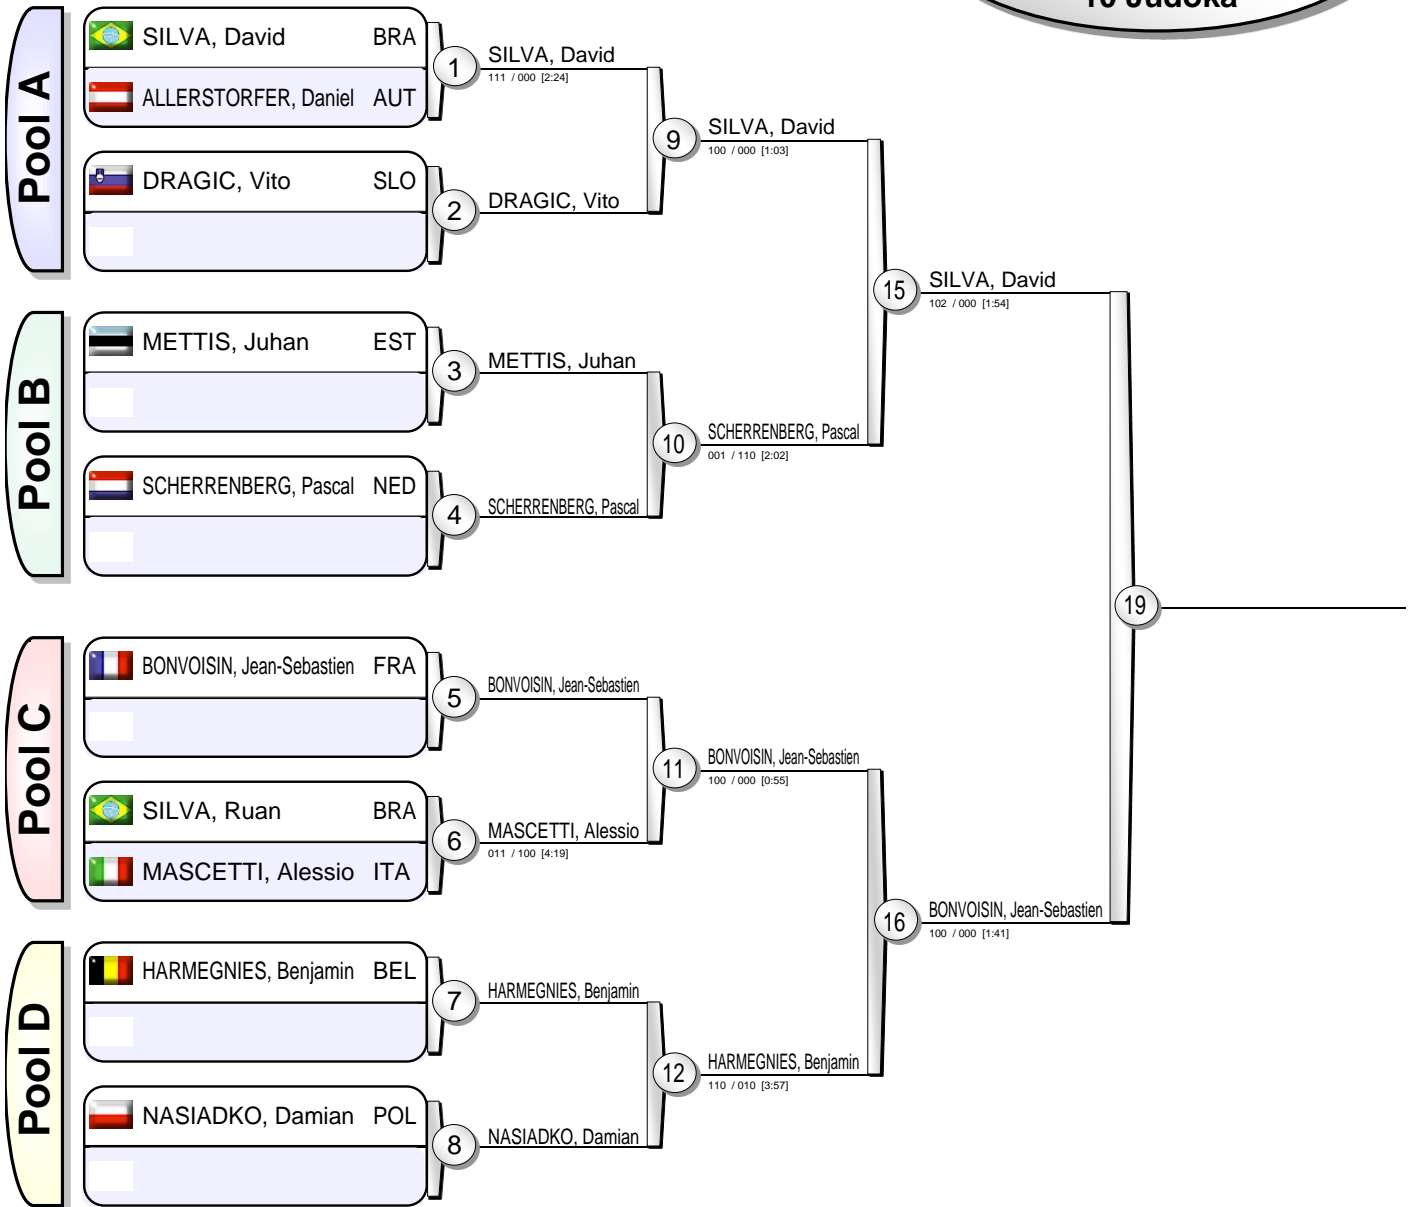 10 Judoka
Pool A
SILVA, David BRA
ALLERSTORFER, Daniel AUT
DRAGIC, Vito SLO
Pool B
METTIS, Juhan EST
SCHERRENBERG, Pascal NED
Pool C
BONVOISIN, Jean-Sebastien FRA
SILVA, Ruan BRA
MASCETTI, Alessio ITA
Pool D
HARMEGNIES, Benjamin BEL
NASIADKO, Damian POL
1
SILVA, David
111 / 000 [2:24]
2
DRAGIC, Vito
3
METTIS, Juhan
4
SCHERRENBERG, Pascal
5
BONVOISIN, Jean-Sebastien
6
MASCETTI, Alessio
011 / 100 [4:19]
7
HARMEGNIES, Benjamin
8
NASIADKO, Damian
9
SILVA, David
100 / 000 [1:03]
10
SCHERRENBERG, Pascal
001 / 110 [2:02]
11
BONVOISIN, Jean-Sebastien
100 / 000 [0:55]
12
HARMEGNIES, Benjamin
110 / 010 [3:57]
15
SILVA, David
102 / 000 [1:54]
16
BONVOISIN, Jean-Sebastien
100 / 000 [1:41]
19